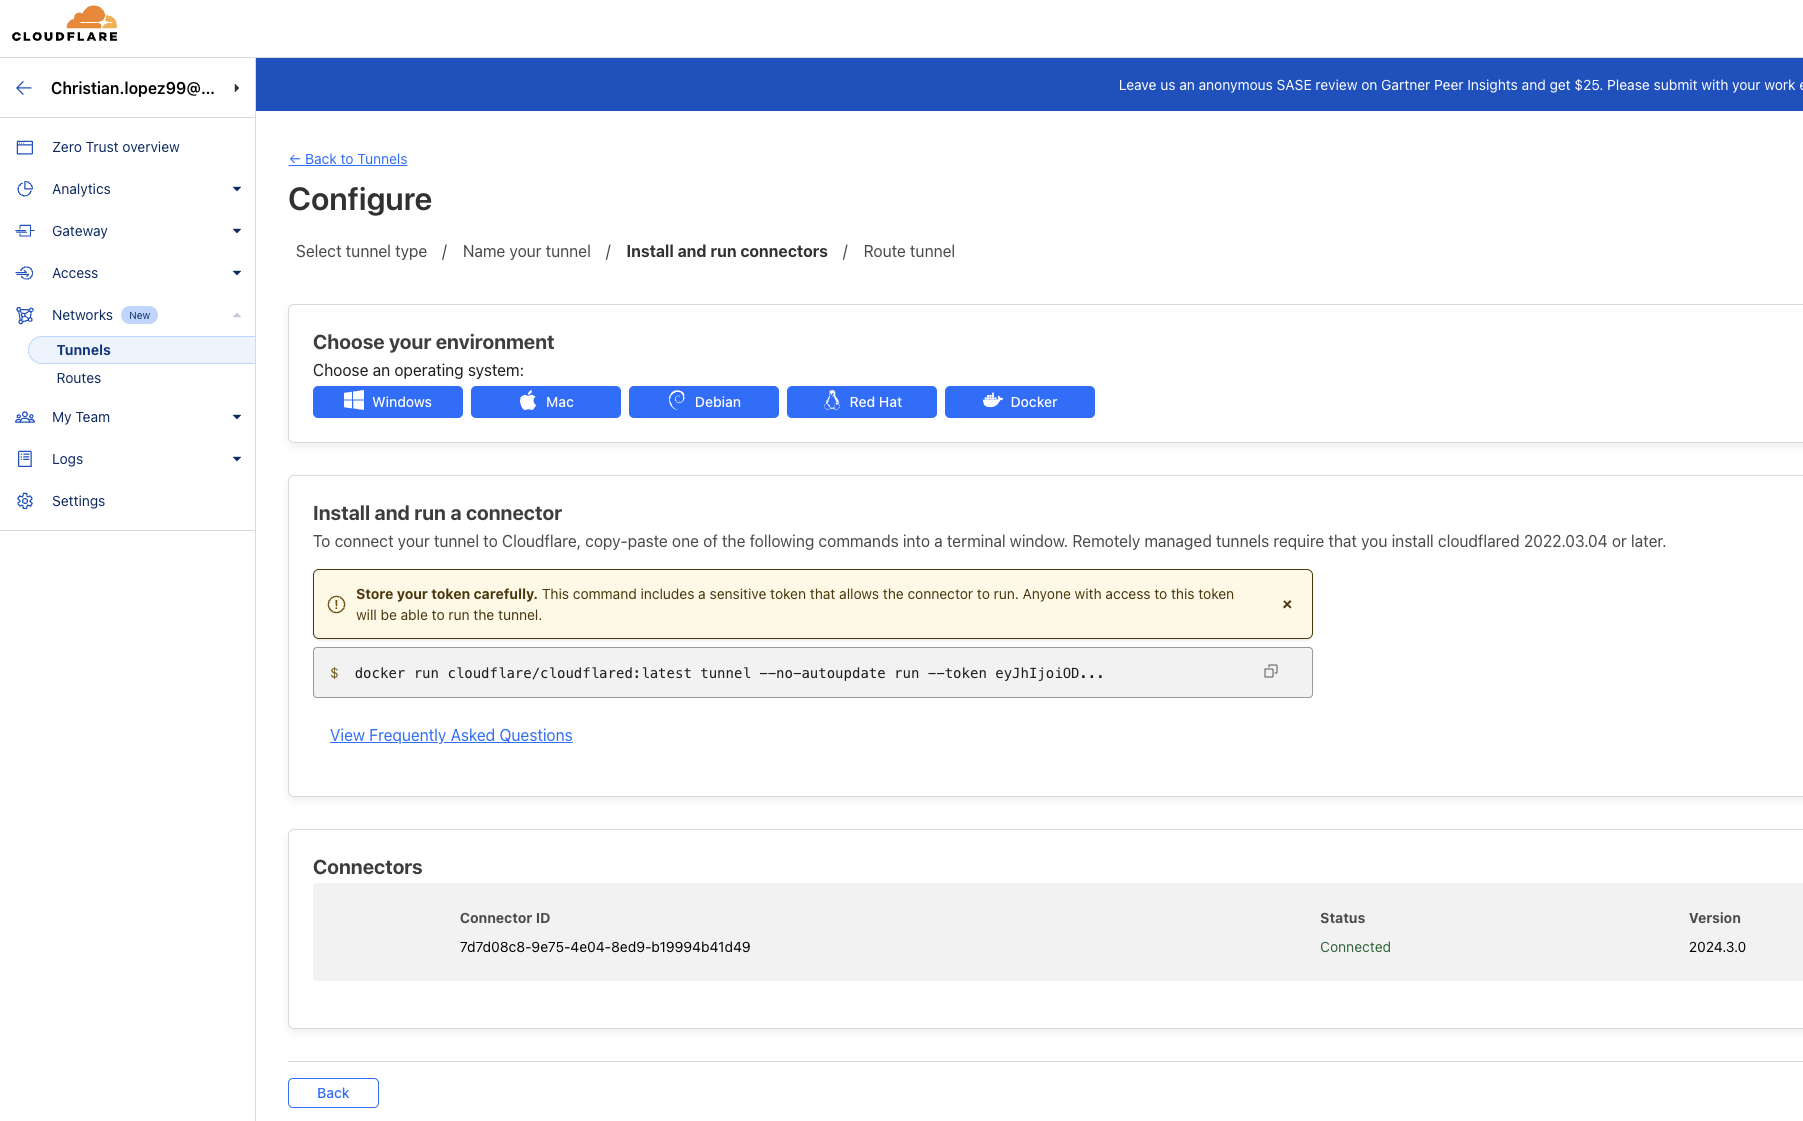 CLOUDFLARE
Christian.lopez99@...
Leave us an anonymous SASE review on Gartner Peer Insights and get $25. Please submit with your work
Zero Trust overview
Analytics
Gateway
Access
Networks New
Tunnels
Routes
My Team
Logs
Settings
← Back to Tunnels
Configure
Select tunnel type / Name your tunnel / Install and run connectors / Route tunnel
Choose your environment
Choose an operating system:
Windows Mac Debian Red Hat Docker
Install and run a connector
To connect your tunnel to Cloudflare, copy-paste one of the following commands into a terminal window. Remotely managed tunnels require that you install cloudflared 2022.03.04 or later.
Store your token carefully. This command includes a sensitive token that allows the connector to run. Anyone with access to this token
will be able to run the tunnel.
$ docker run cloudflare/cloudflared:latest tunnel --no-autoupdate run --token eyJhIjoiOD...
View Frequently Asked Questions
Connectors
Connector ID Status Version
7d7d08c8-9e75-4e04-8ed9-b19994b41d49 Connected 2024.3.0
Back